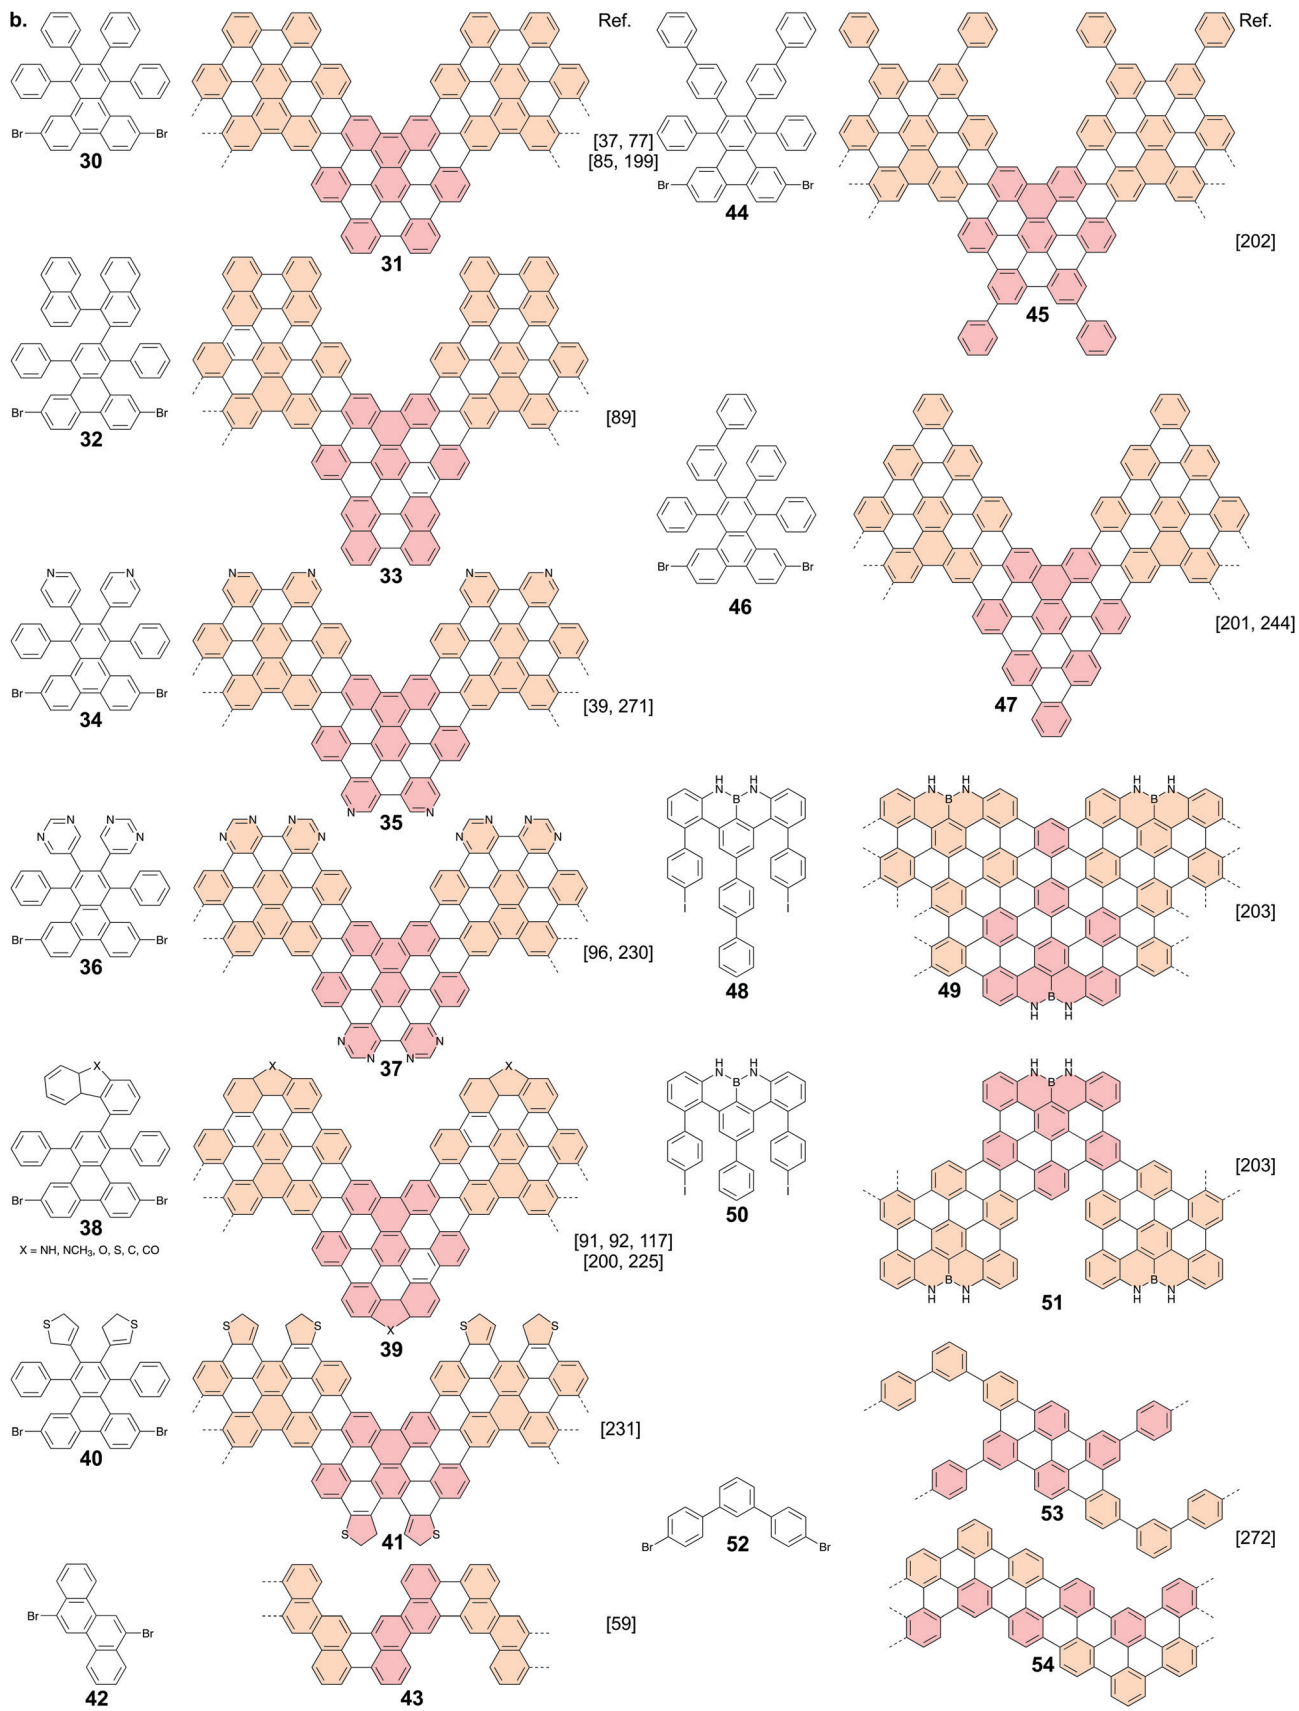 b.
Ref.
Br
Br
30
31
[37, 77]
[85, 199]
Br
Br
32
33
[89]
N
N
Br
Br
34
N
N
N
N
N
N
35
[39, 271]
N
N
N
N
Br
Br
36
N
N
N
N
N
N
N
N
N
N
N
N
37
[96, 230]
X
Br
Br
38
X = NH, NCH₃, O, S, C, CO
X
X
X
39
[91, 92, 117]
[200, 225]
S
S
Br
Br
40
S
S
S
S
S
S
41
[231]
Br
Br
42
43
[59]
Ref.
Br
Br
44
45
[202]
Br
Br
46
47
[201, 244]
H
N
B
H
N
I
I
48
H
N
B
H
N
H
N
B
H
N
N
H
B
N
H
49
[203]
H
N
B
H
N
I
I
50
H
N
B
H
N
N
H
B
N
H
N
H
B
N
H
51
[203]
Br
Br
52
53
[272]
54